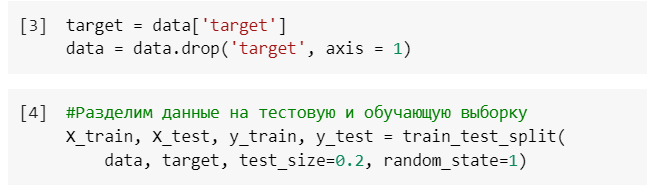 [3] target = data['target']
data = data.drop('target', axis = 1)
[4] #Разделим данные на тестовую и обучающую выборку
X_train, X_test, y_train, y_test = train_test_split(
data, target, test_size=0.2, random_state=1)